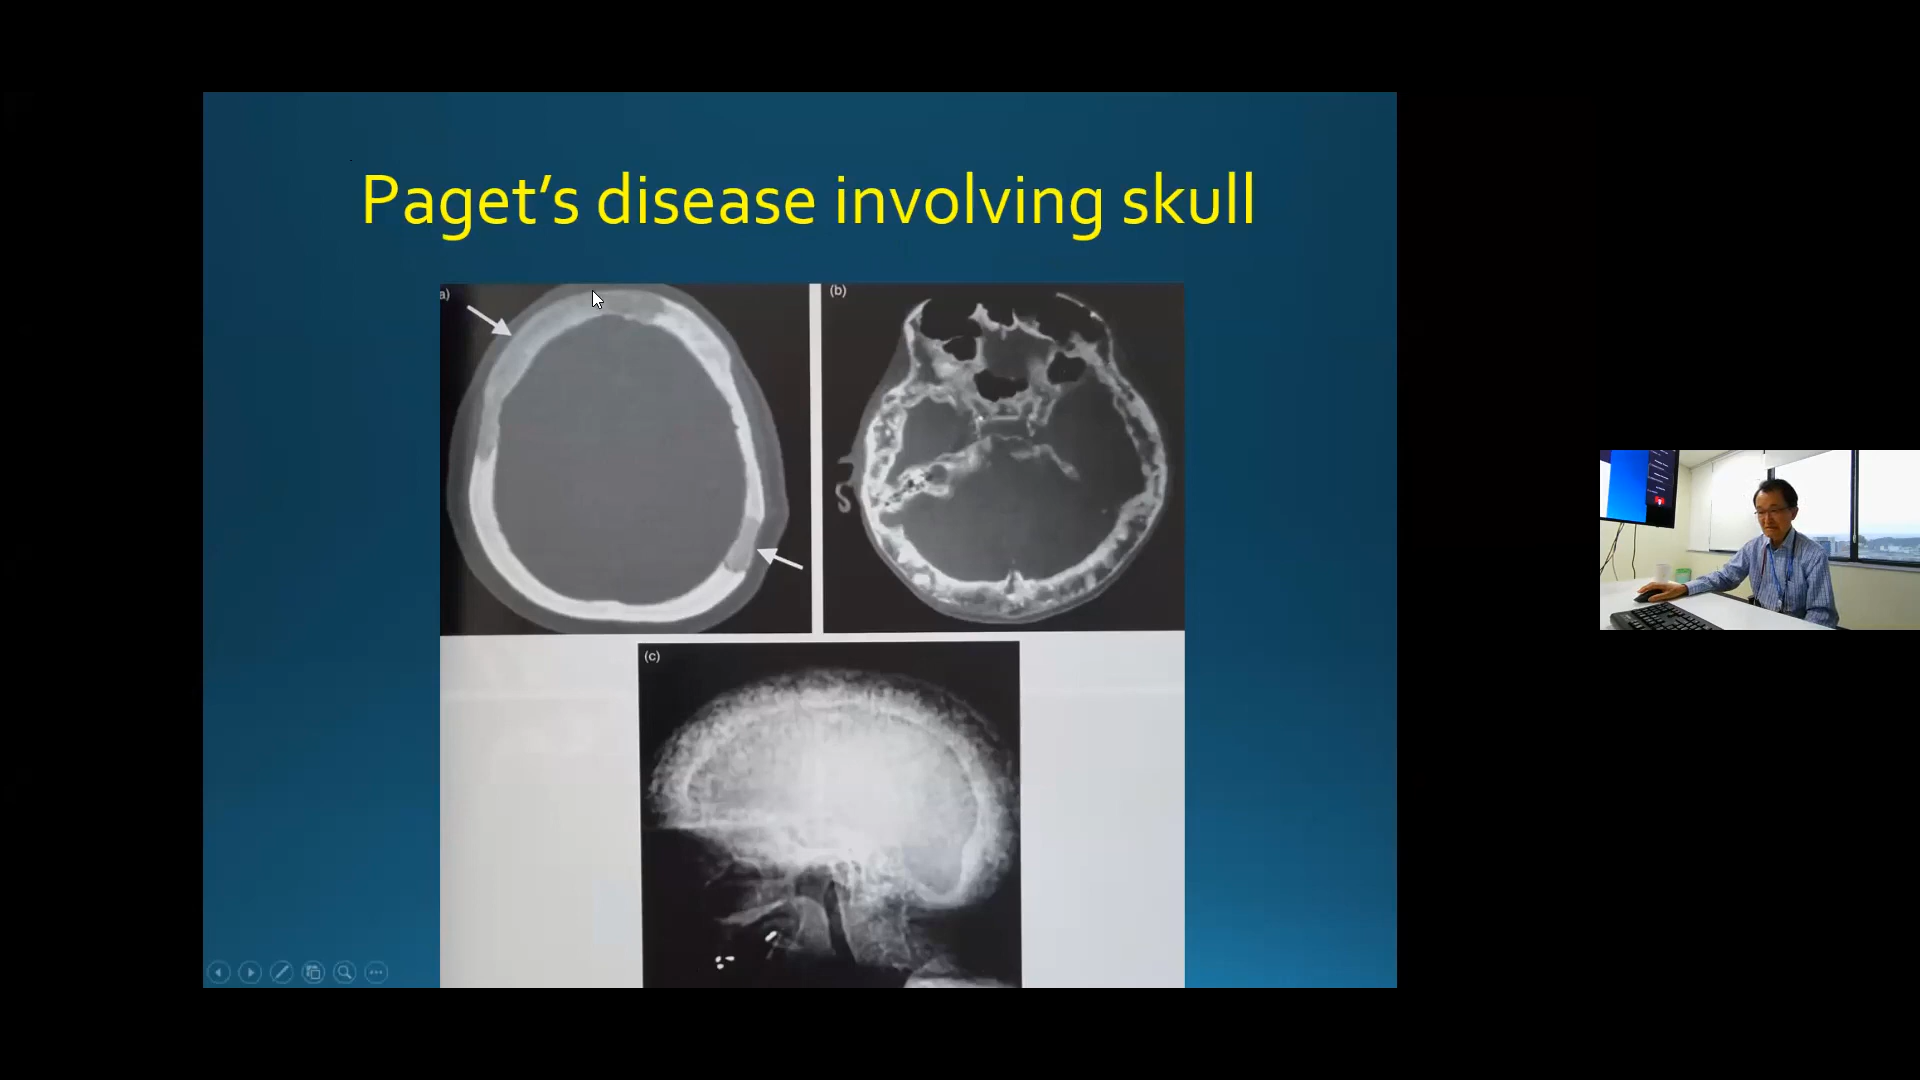 Paget’s disease involving skull
a)
(b)
(c)